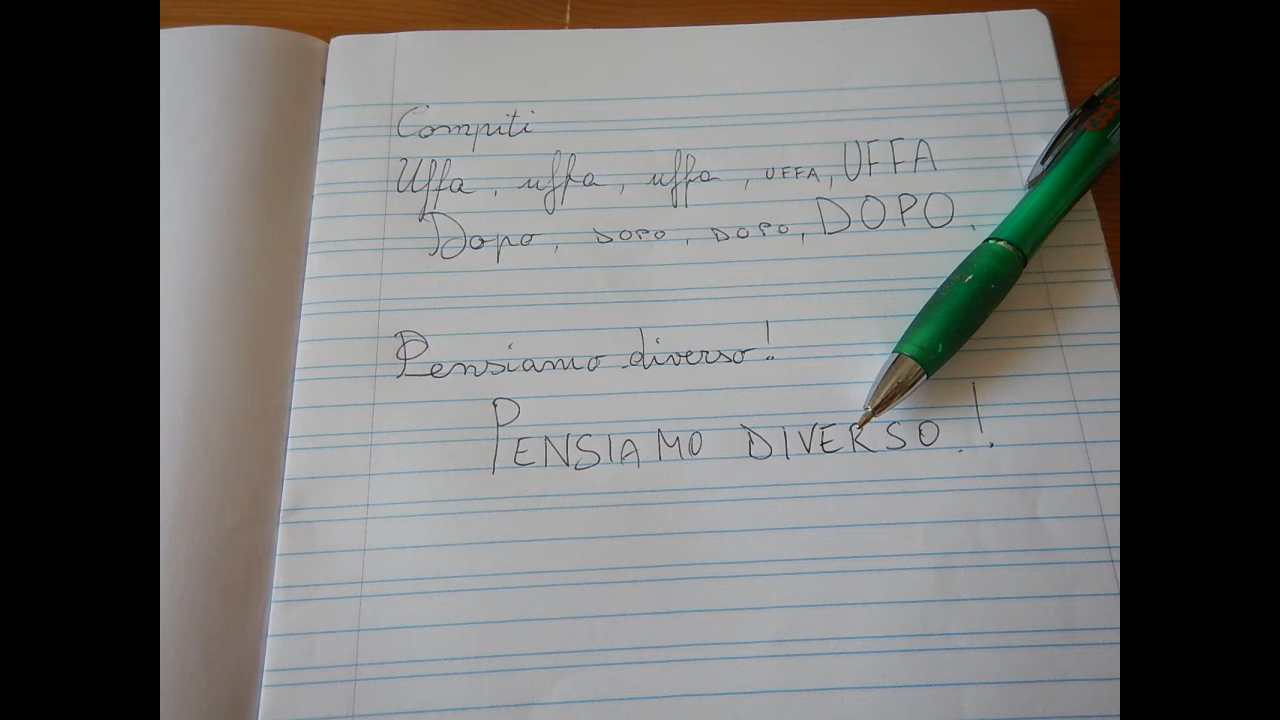 Compiti
Uffa, uffa, uffa, UFFA, UFFA
Dopo, DOPO, DOPO, DOPO.
Pensiamo diverso!
PENSIAMO DIVERSO!